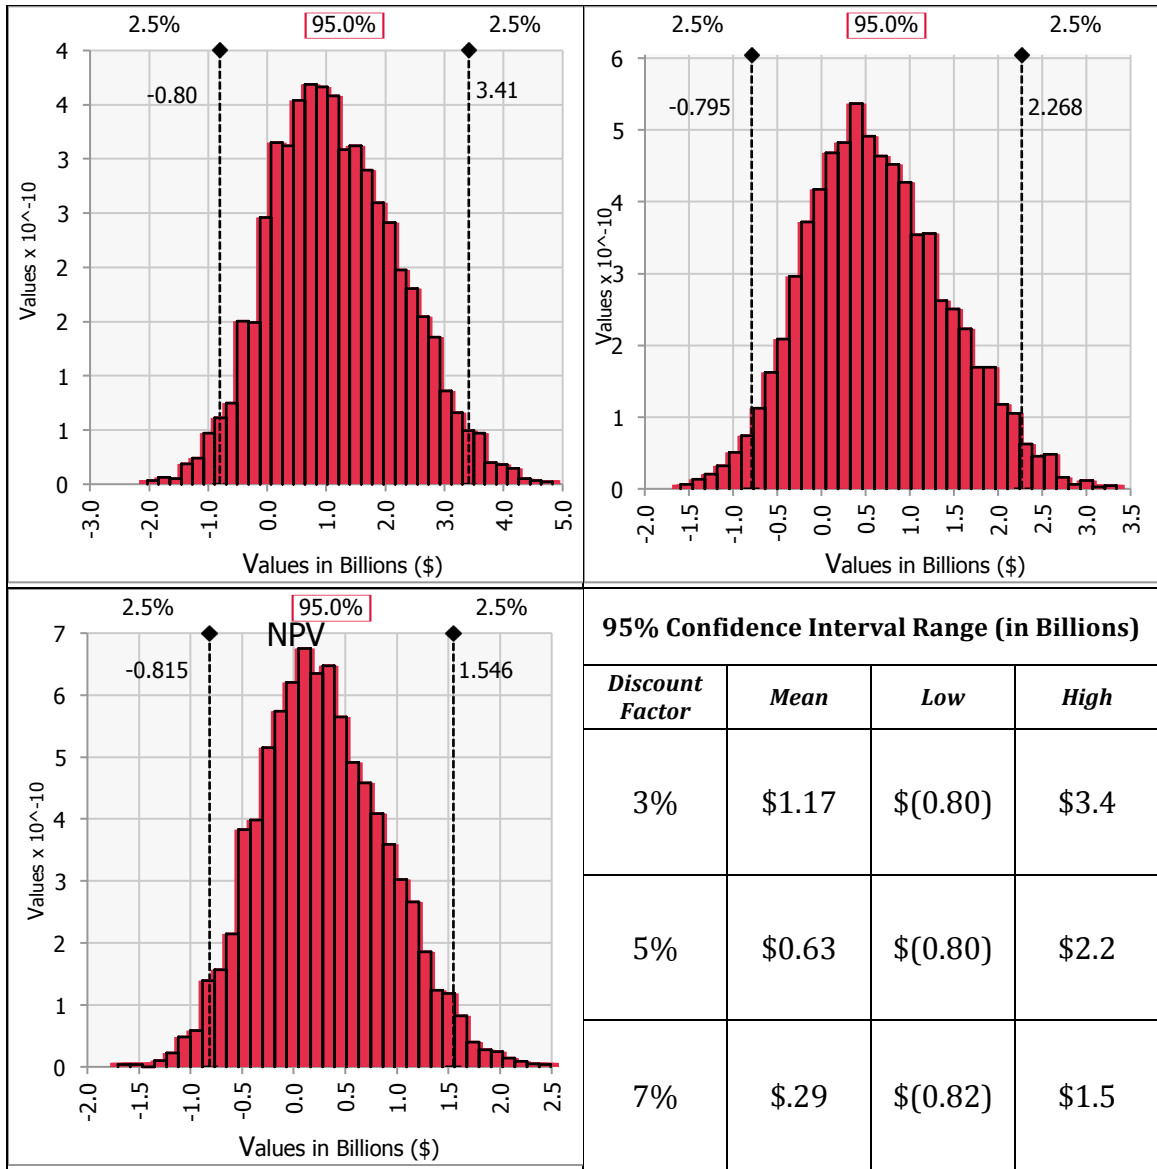 2.5% 95.0% 2.5%
-0.80 3.41
4
4
3
3
2
2
1
1
0
Values x 10^-10
-3.0 -2.0 -1.0 0.0 1.0 2.0 3.0 4.0 5.0
Values in Billions ($)
2.5% 95.0% 2.5%
-0.795 2.268
6
5
4
3
2
1
0
Values x 10^-10
-2.0 -1.5 -1.0 -0.5 0.0 0.5 1.0 1.5 2.0 2.5 3.0 3.5
Values in Billions ($)
2.5% 95.0% 2.5%
NPV
-0.815 1.546
7
6
5
4
3
2
1
0
Values x 10^-10
-2.0 -1.5 -1.0 -0.5 0.0 0.5 1.0 1.5 2.0 2.5
Values in Billions ($)
95% Confidence Interval Range (in Billions)
Discount Factor Mean Low High
3% $1.17 $(0.80) $3.4
5% $0.63 $(0.80) $2.2
7% $.29 $(0.82) $1.5